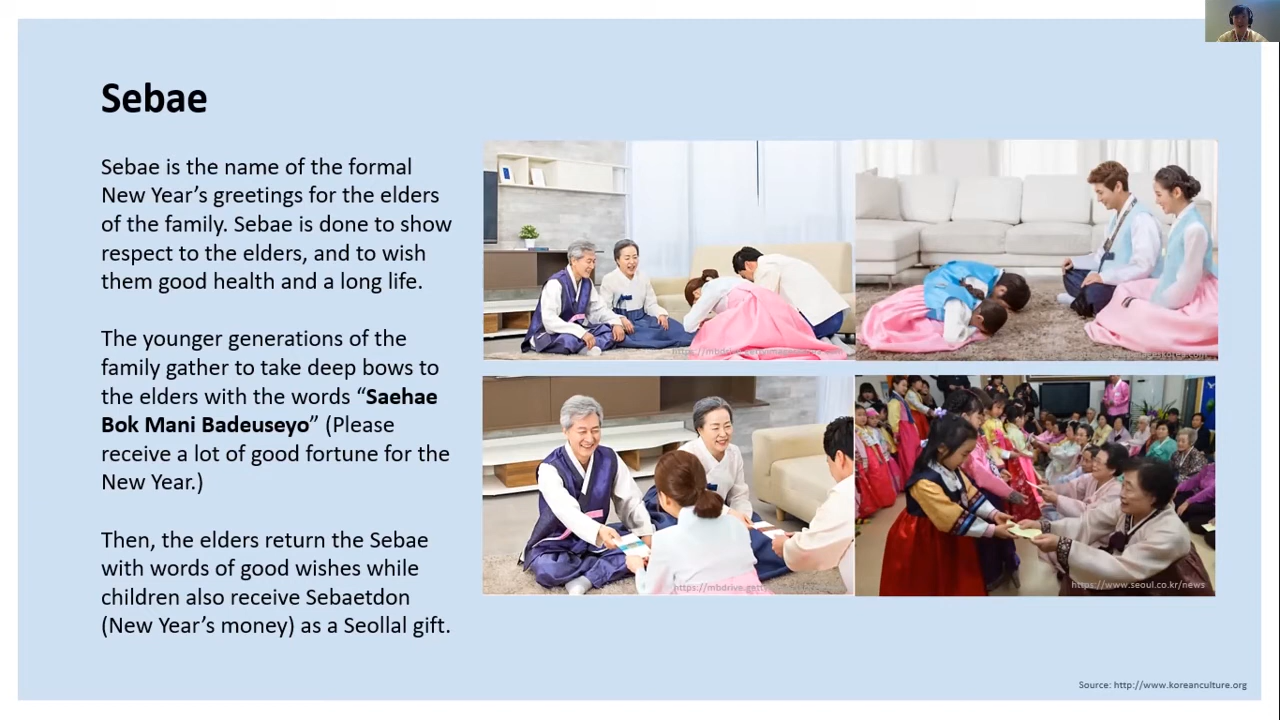 Sebae
Sebae is the name of the formal
New Year’s greetings for the elders
of the family. Sebae is done to show
respect to the elders, and to wish
them good health and a long life.
The younger generations of the
family gather to take deep bows to
the elders with the words “Saehae
Bok Mani Badeuseyo” (Please
receive a lot of good fortune for the
New Year.)
Then, the elders return the Sebae
with words of good wishes while
children also receive Sebaetdon
(New Year’s money) as a Seollal gift.
https://www.seoul.co.kr/news
Source: http://www.koreanculture.org